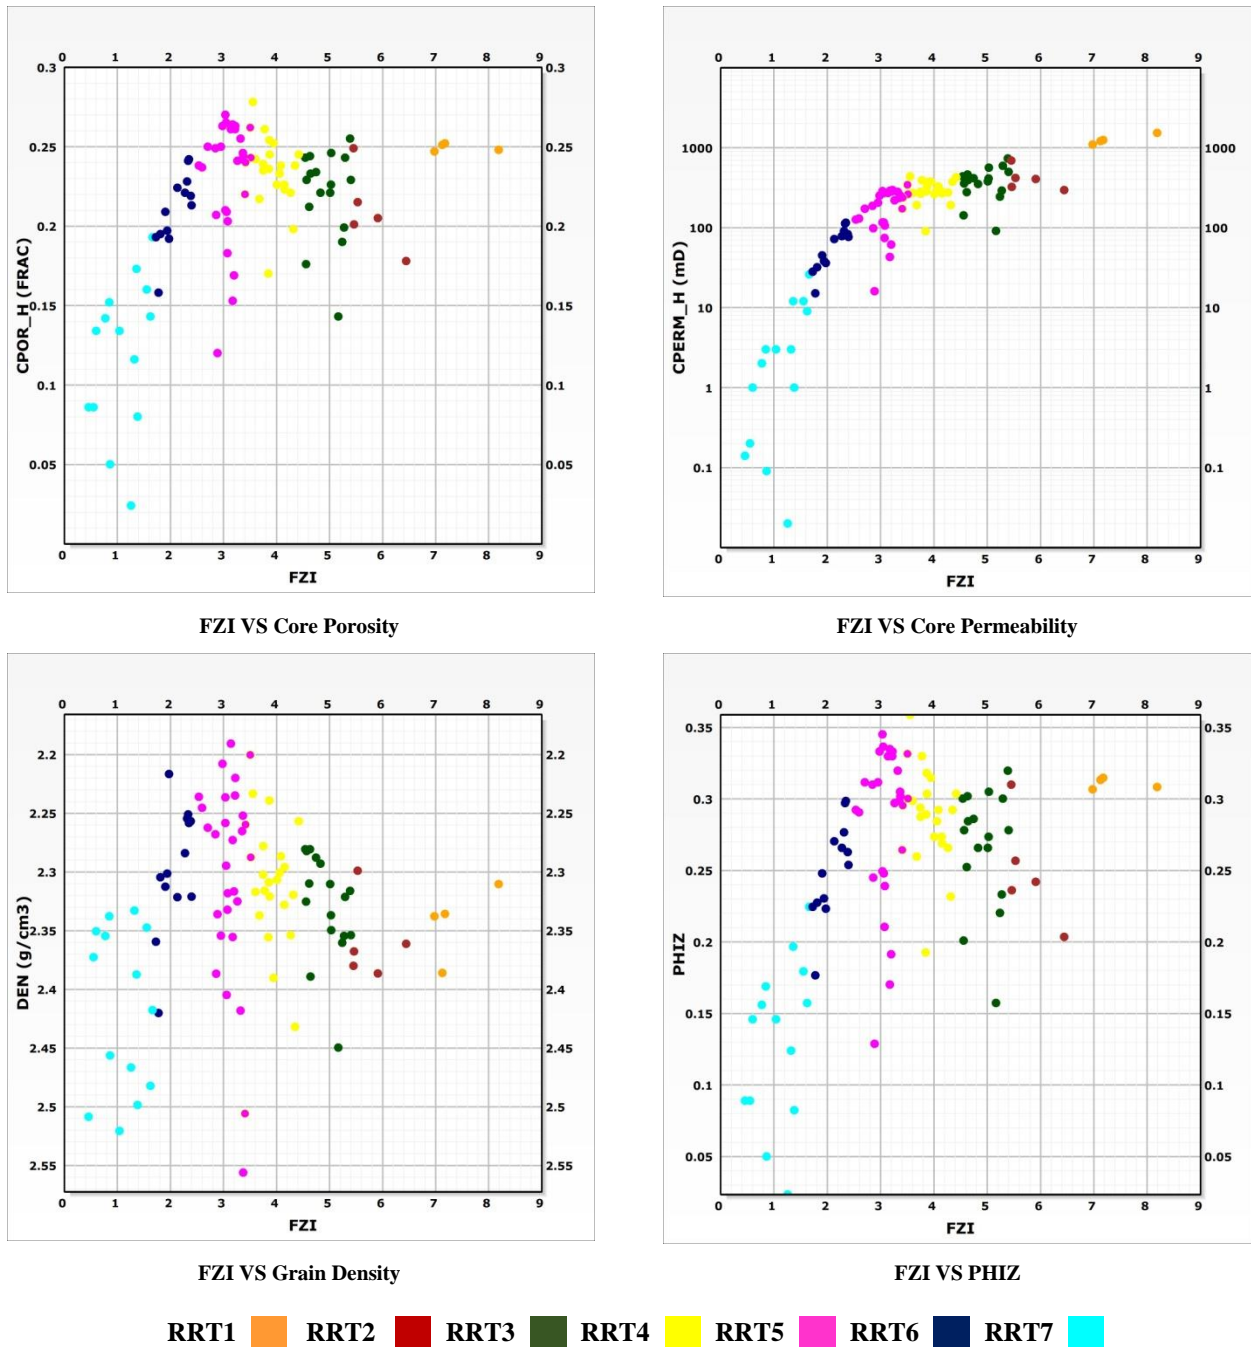 0 1 2 3 4 5 6 7 8 9
0.3 0.3
0.25 0.25
0.2 0.2
0.15 0.15
0.1 0.1
0.05 0.05
CPOR_H (FRAC)
0 1 2 3 4 5 6 7 8 9
FZI
FZI VS Core Porosity
0 1 2 3 4 5 6 7 8 9
1000 1000
100 100
10 10
1 1
0.1 0.1
CPERM_H (mD)
0 1 2 3 4 5 6 7 8 9
FZI
FZI VS Core Permeability
0 1 2 3 4 5 6 7 8 9
2.2 2.2
2.25 2.25
2.3 2.3
2.35 2.35
2.4 2.4
2.45 2.45
2.5 2.5
2.55 2.55
DEN (g/cm3)
0 1 2 3 4 5 6 7 8 9
FZI
FZI VS Grain Density
0 1 2 3 4 5 6 7 8 9
0.35 0.35
0.3 0.3
0.25 0.25
0.2 0.2
0.15 0.15
0.1 0.1
0.05 0.05
PHIZ
0 1 2 3 4 5 6 7 8 9
FZI
FZI VS PHIZ
RRT1 RRT2 RRT3 RRT4 RRT5 RRT6 RRT7